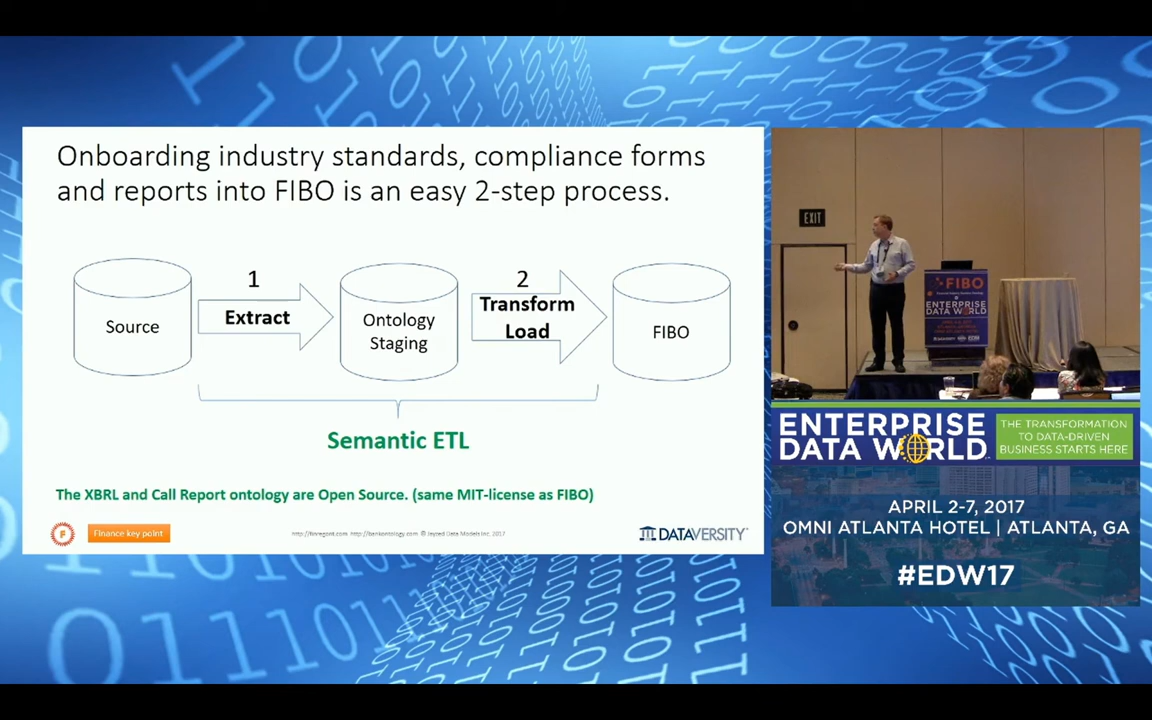 Onboarding industry standards, compliance forms
and reports into FIBO is an easy 2-step process.
1
2
Source
Extract
Ontology
Staging
Transform
Load
FIBO
Semantic ETL
The XBRL and Call Report ontology are Open Source. (same MIT-license as FIBO)
F
Finance key point
DATAVERSITY
EXIT
FIBO
ENTERPRISE
DATA WORLD
ENTERPRISE
DATA WORLD
THE TRANSFORMATION
TO DATA-DRIVEN
BUSINESS STARTS HERE
APRIL 2-7, 2017
OMNI ATLANTA HOTEL | ATLANTA, GA
#EDW17